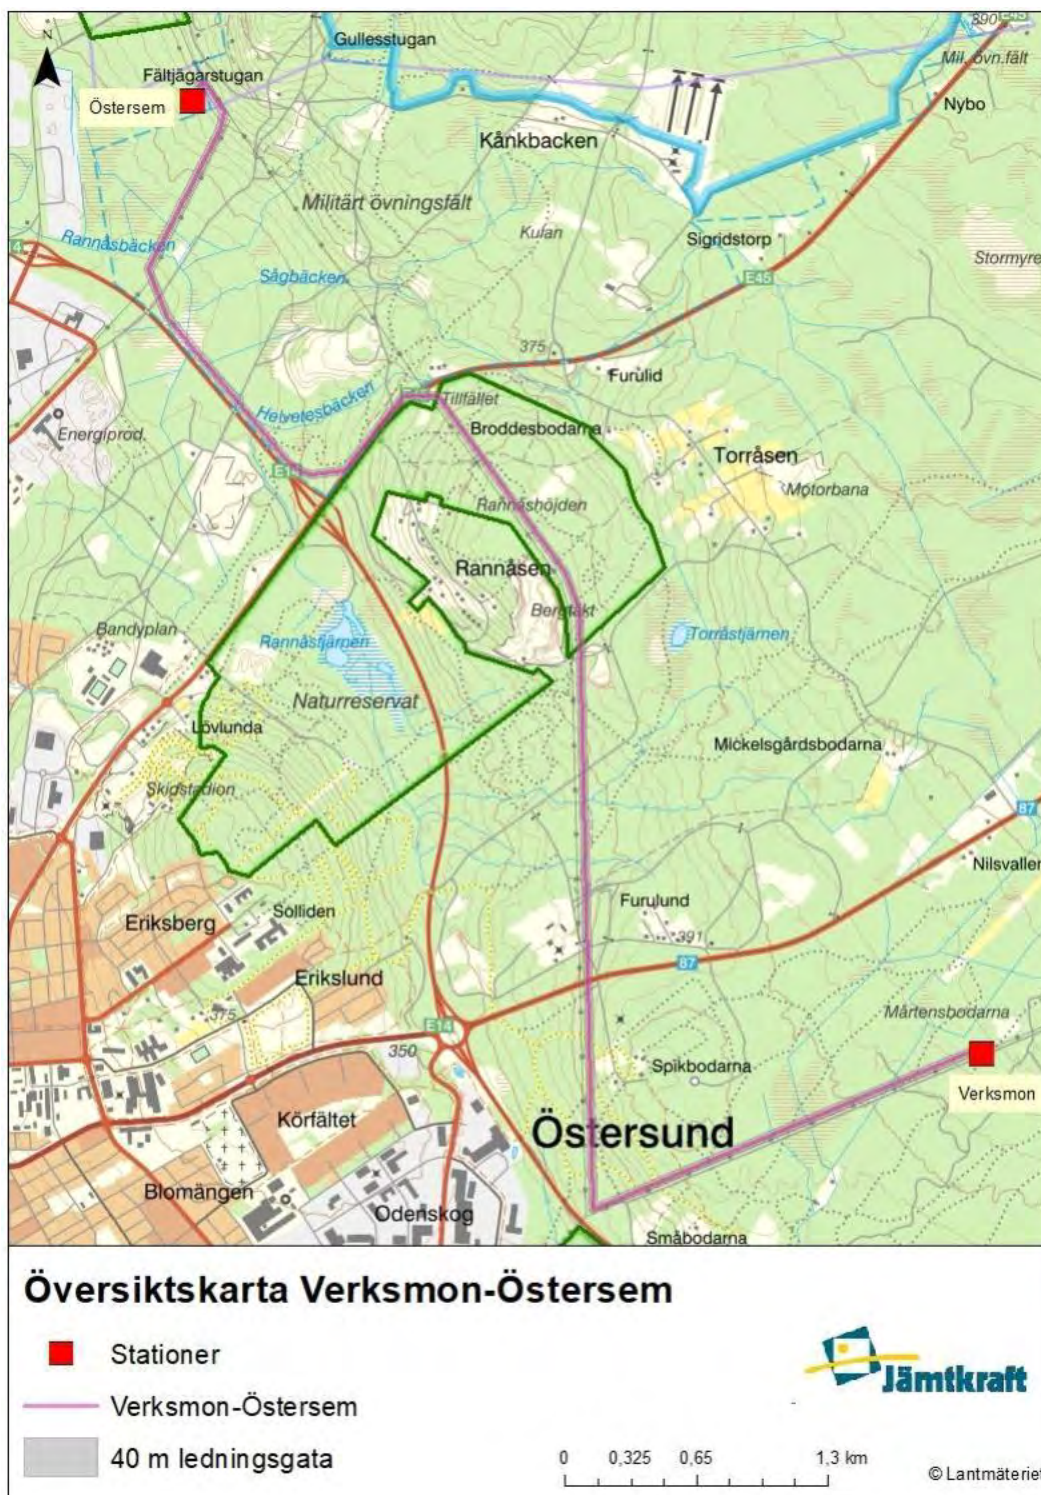 N
390
E45
Gullesstugan
Mil. övn.fält
Fältjägarstugan
Östersem
Nybo
Kånkbacken
Militärt övningsfält
Kulan
Rannåsbäcken
Sigridstorp
Stormyre
Sågbäcken
E45
375
Furulid
Helvetesbäcken
Tillfället
Broddesbodarna
Energiprod.
Torråsen
E14
Motorbana
Rannåshöjden
Rannåsen
Bergtäkt
Bandyplan
Rannåstjärnen
Torråstjärnen
Naturreservat
Lövlunda
Mickelsgårdsbodarna
Skidstadion
87
Nilsvallen
Furulund
Solliden
Eriksberg
391
87
Erikslund
375
Mårtensbodarna
E14
350
Spikbodarna
Verksmon
Körfältet
Östersund
Blomängen
Odenskog
Småbodarna
Översiktskarta Verksmon-Östersem
Stationer
Jämtkraft
Verksmon-Östersem
40 m ledningsgata
0 0,325 0,65 1,3 km
© Lantmäteriet